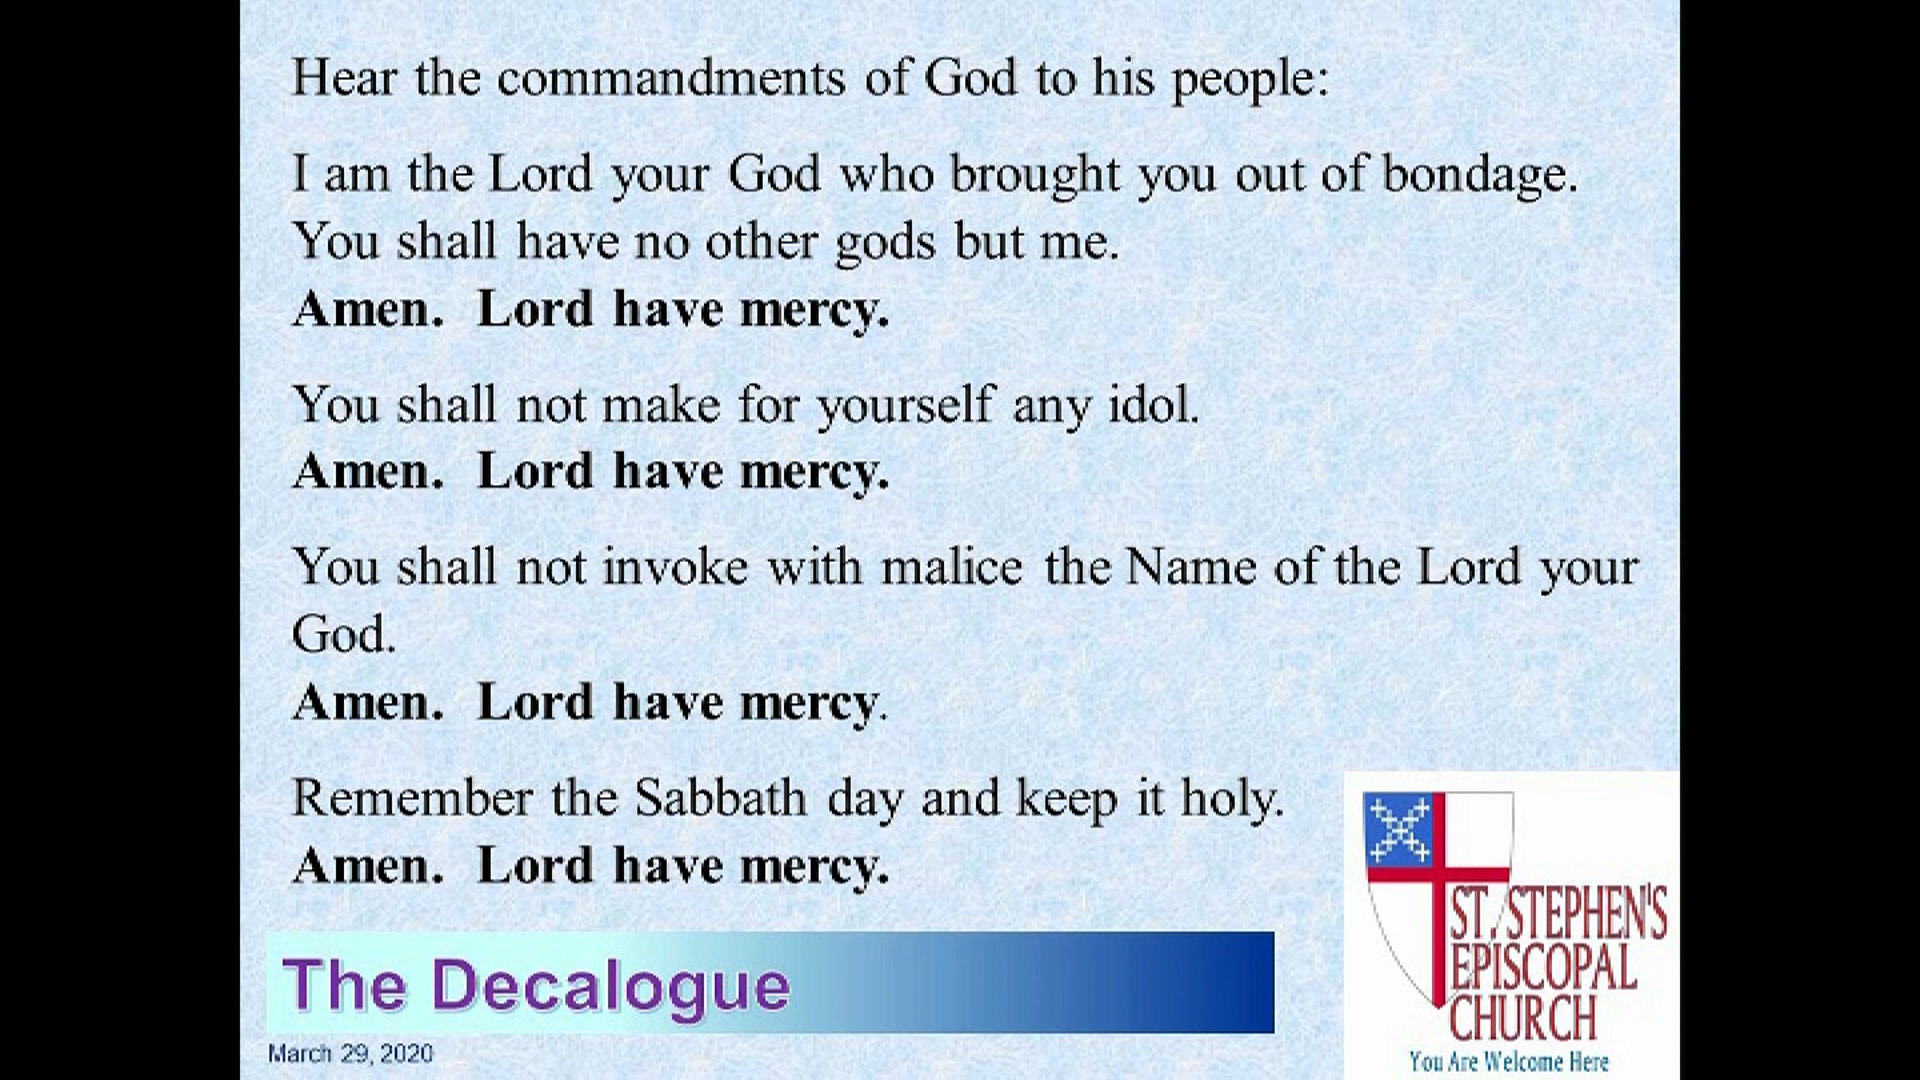 Hear the commandments of God to his people:
I am the Lord your God who brought you out of bondage.
You shall have no other gods but me.
Amen.  Lord have mercy.
You shall not make for yourself any idol.
Amen.  Lord have mercy.
You shall not invoke with malice the Name of the Lord your
God.
Amen.  Lord have mercy.
Remember the Sabbath day and keep it holy.
Amen.  Lord have mercy.
The Decalogue
March 29, 2020
ST. STEPHEN'S
EPISCOPAL
CHURCH
You Are Welcome Here